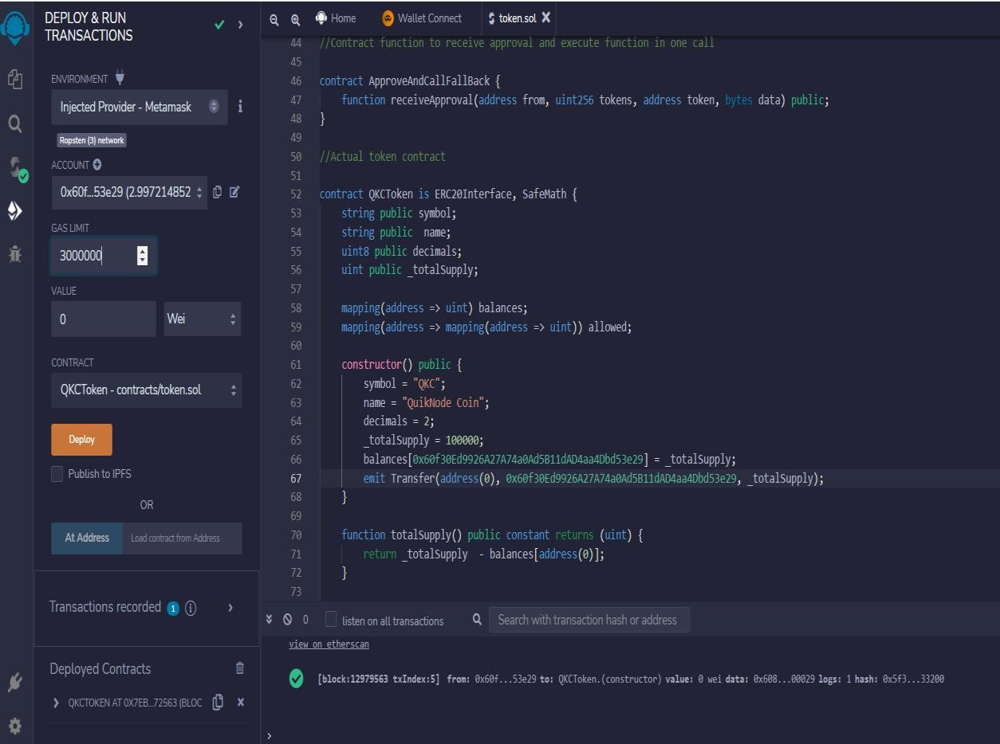 DEPLOY & RUN
TRANSACTIONS
ENVIRONMENT
Injected Provider - Metamask
Ropsten (3) network
ACCOUNT
0x60f...53e29 (2.997214852
GAS LIMIT
3000000
VALUE
0
Wei
CONTRACT
QKCToken - contracts/token.sol
Deploy
Publish to IPFS
OR
At Address
Load contract from Address
Transactions recorded 1
Deployed Contracts
QKCTOKEN AT 0X7EB...72563 (BLOC
Home
Wallet Connect
token.sol
44 //Contract function to receive approval and execute function in one call
45
46 contract ApproveAndCallFallBack {
47 function receiveApproval(address from, uint256 tokens, address token, bytes data) public;
48 }
49
50 //Actual token contract
51
52 contract QKCToken is ERC20Interface, SafeMath {
53 string public symbol;
54 string public  name;
55 uint8 public decimals;
56 uint public _totalSupply;
57
58 mapping(address => uint) balances;
59 mapping(address => mapping(address => uint)) allowed;
60
61 constructor() public {
62 symbol = "QKC";
63 name = "QuikNode Coin";
64 decimals = 2;
65 _totalSupply = 100000;
66 balances[0x60f30Ed9926A27A74a0Ad5B11dAD4aa4Dbd53e29] = _totalSupply;
67 emit Transfer(address(0), 0x60f30Ed9926A27A74a0Ad5B11dAD4aa4Dbd53e29, _totalSupply);
68 }
69
70 function totalSupply() public constant returns (uint) {
71 return _totalSupply  - balances[address(0)];
72 }
73
0
listen on all transactions
Search with transaction hash or address
view on etherscan
[block:12979563 txIndex:5] from: 0x60f...53e29 to: QKCToken.(constructor) value: 0 wei data: 0x608...00029 logs: 1 hash: 0x5f3...33200
>